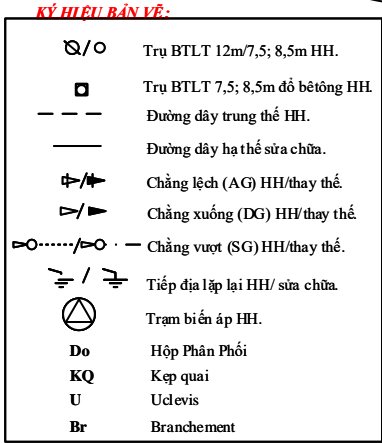 KÝ HIỆU BẢN VẼ:
Trụ BTLT 12m/7,5; 8,5m HH.
Trụ BTLT 7,5; 8,5m đổ bêtông HH.
Đường dây trung thế HH.
Đường dây hạ thế sửa chữa.
Chằng lệch (AG) HH/thay thế.
Chằng xuống (DG) HH/thay thế.
Chằng vượt (SG) HH/thay thế.
Tiếp địa lặp lại HH/ sửa chữa.
Trạm biến áp HH.
Do Hộp Phân Phối
KQ Kẹp quai
U Uclevis
Br Branchement